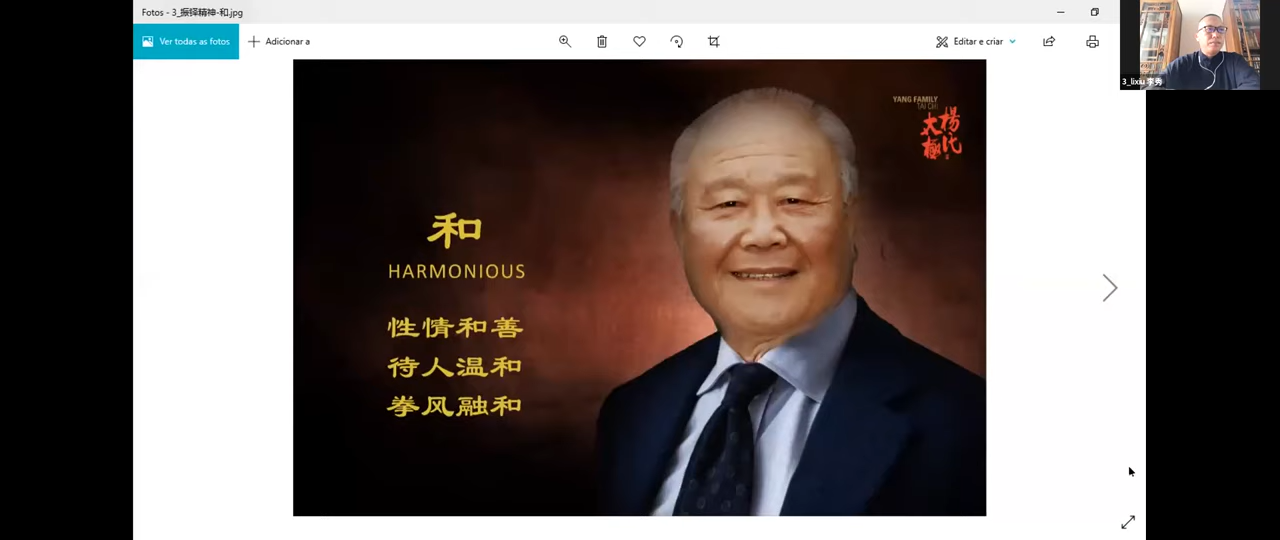 Fotos - 3_振铎精神-和.jpg
Ver todas as fotos
Adicionar a
Editar e criar
3_lixiu 李秀
YANG FAMILY
TAI CHI
楊氏
太極
和
HARMONIOUS
性情和善
待人温和
拳风融和